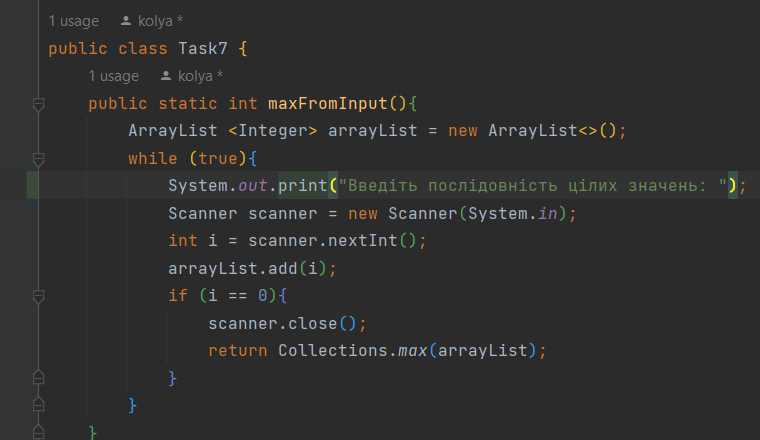 1 usage kolya *
public class Task7 {
1 usage kolya *
public static int maxFromInput(){
ArrayList <Integer> arrayList = new ArrayList<>();
while (true){
System.out.print("Введіть послідовність цілих значень: ");
Scanner scanner = new Scanner(System.in);
int i = scanner.nextInt();
arrayList.add(i);
if (i == 0){
scanner.close();
return Collections.max(arrayList);
}
}
}